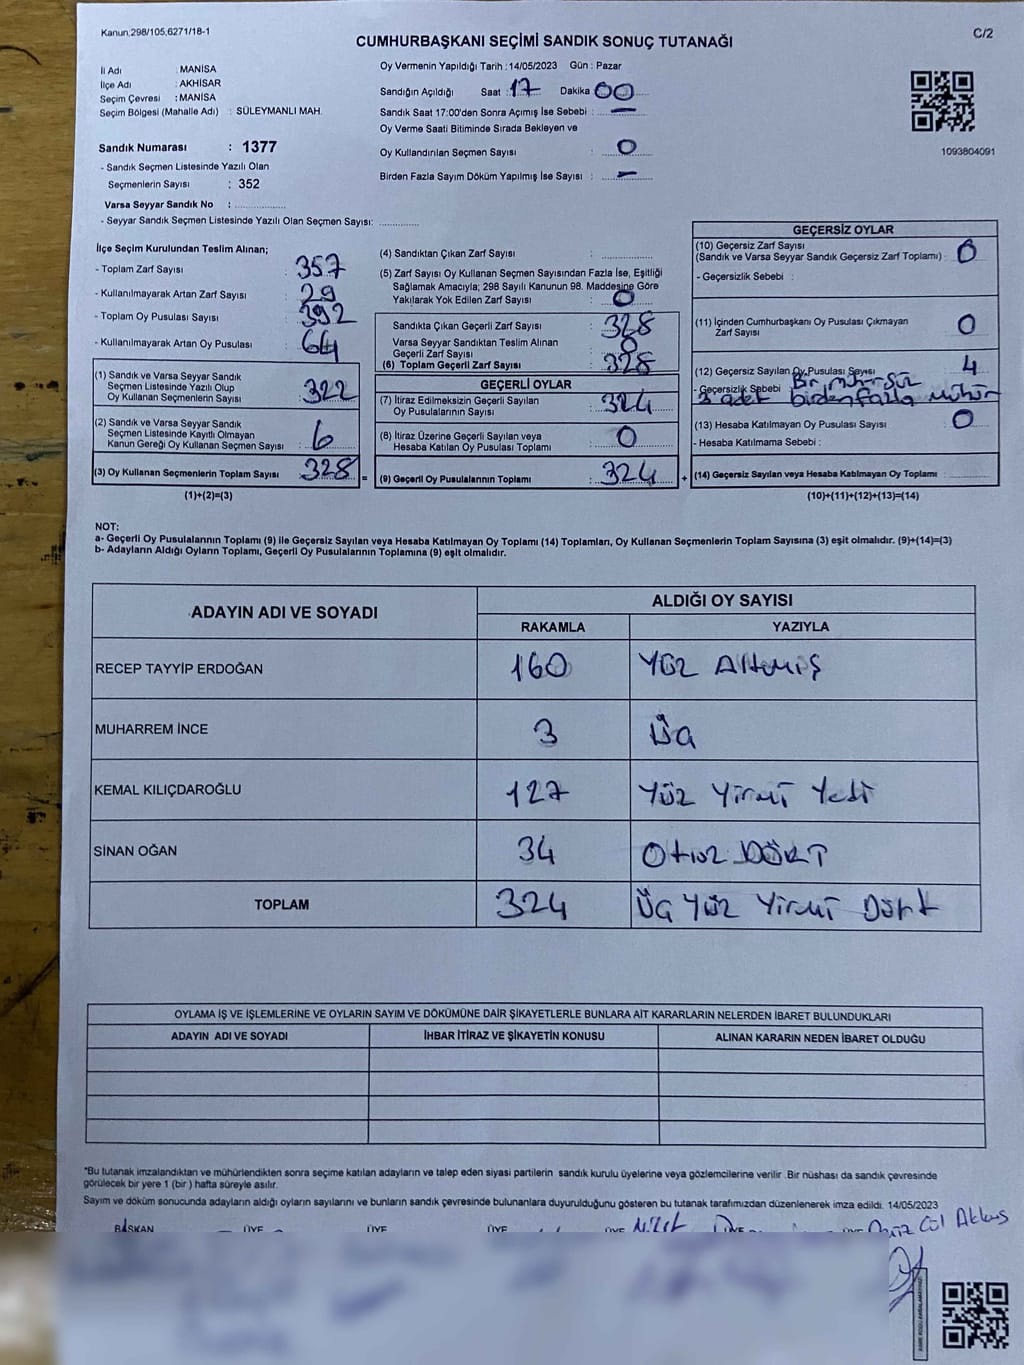 Kanun;298/105,6271/18-1
C/2
CUMHURBAŞKANI SEÇİMİ SANDIK SONUÇ TUTANAĞI
İl Adı : MANİSA
İlçe Adı : AKHİSAR
Seçim Çevresi : MANİSA
Seçim Bölgesi (Mahalle Adı) : SÜLEYMANLI MAH.
Sandık Numarası : 1377
- Sandık Seçmen Listesinde Yazılı Olan
Seçmenlerin Sayısı : 352
Varsa Seyyar Sandık No :
- Seyyar Sandık Seçmen Listesinde Yazılı Olan Seçmen Sayısı:
Oy Vermenin Yapıldığı Tarih :14/05/2023 Gün : Pazar
Sandığın Açıldığı Saat : 17 Dakika 00
Sandık Saat 17:00'den Sonra Açımış İse Sebebi : —
Oy Verme Saati Bitiminde Sırada Bekleyen ve
Oy Kullandırılan Seçmen Sayısı : 0
Birden Fazla Sayım Döküm Yapılmış İse Sayısı : —
1093804091
İlçe Seçim Kurulundan Teslim Alınan;
- Toplam Zarf Sayısı : 357
- Kullanılmayarak Artan Zarf Sayısı : 29
- Toplam Oy Pusulası Sayısı : 392
- Kullanılmayarak Artan Oy Pusulası : 64
(1) Sandık ve Varsa Seyyar Sandık
Seçmen Listesinde Yazılı Olup
Oy Kullanan Seçmenlerin Sayısı : 322
(2) Sandık ve Varsa Seyyar Sandık
Seçmen Listesinde Kayıtlı Olmayan
Kanun Gereği Oy Kullanan Seçmen Sayısı : 6
(3) Oy Kullanan Seçmenlerin Toplam Sayısı : 328 =
(1)+(2)=(3)
(4) Sandıktan Çıkan Zarf Sayısı :
(5) Zarf Sayısı Oy Kullanan Seçmen Sayısından Fazla İse, Eşitliği
Sağlamak Amacıyla; 298 Sayılı Kanunun 98. Maddesine Göre
Yakılarak Yok Edilen Zarf Sayısı : 0
Sandıkta Çıkan Geçerli Zarf Sayısı : 328
Varsa Seyyar Sandıktan Teslim Alınan
Geçerli Zarf Sayısı : 0
(6) Toplam Geçerli Zarf Sayısı : 328
GEÇERLİ OYLAR
(7) İtiraz Edilmeksizin Geçerli Sayılan
Oy Pusulalarının Sayısı : 324
(8) İtiraz Üzerine Geçerli Sayılan veya
Hesaba Katılan Oy Pusulası Toplamı : 0
(9) Geçerli Oy Pusulalarının Toplamı : 324 +
GEÇERSİZ OYLAR
(10) Geçersiz Zarf Sayısı
(Sandık ve Varsa Seyyar Sandık Geçersiz Zarf Toplamı) : 0
- Geçersizlik Sebebi :
(11) İçinden Cumhurbaşkanı Oy Pusulası Çıkmayan
Zarf Sayısı : 0
(12) Geçersiz Sayılan Oy Pusulası Sayısı 4
- Geçersizlik Sebebi Bir mühürsüz
3 adet birden fazla mühür
(13) Hesaba Katılmayan Oy Pusulası Sayısı : 0
- Hesaba Katılmama Sebebi :
(14) Geçersiz Sayılan veya Hesaba Katılmayan Oy Toplamı :
(10)+(11)+(12)+(13)=(14)
NOT:
a- Geçerli Oy Pusulalarının Toplamı (9) ile Geçersiz Sayılan veya Hesaba Katılmayan Oy Toplamı (14) Toplamları, Oy Kullanan Seçmenlerin Toplam Sayısına (3) eşit olmalıdır. (9)+(14)=(3)
b- Adayların Aldığı Oyların Toplamı, Geçerli Oy Pusulalarının Toplamına (9) eşit olmalıdır.
ADAYIN ADI VE SOYADI
ALDIĞI OY SAYISI
RAKAMLA YAZIYLA
RECEP TAYYİP ERDOĞAN 160 YÜZ Altmış
MUHARREM İNCE 3 Üç
KEMAL KILIÇDAROĞLU 127 Yüz Yirmi Yedi
SİNAN OĞAN 34 Otuz DÖRT
TOPLAM 324 Üç Yüz Yirmi Dört
OYLAMA İŞ VE İŞLEMLERİNE VE OYLARIN SAYIM VE DÖKÜMÜNE DAİR ŞİKAYETLERLE BUNLARA AİT KARARLARIN NELERDEN İBARET BULUNDUKLARI
ADAYIN ADI VE SOYADI İHBAR İTİRAZ VE ŞİKAYETİN KONUSU ALINAN KARARIN NEDEN İBARET OLDUĞU
*Bu tutanak imzalandıktan ve mühürlendikten sonra seçime katılan adayların ve talep eden siyasi partilerin sandık kurulu üyelerine veya gözlemcilerine verilir. Bir nüshası da sandık çevresinde
görülecek bir yere 1 (bir) hafta süreyle asılır.
Sayım ve döküm sonucunda adayların aldığı oyların sayılarını ve bunların sandık çevresinde bulunanlara duyurulduğunu gösteren bu tutanak tarafımızdan düzenlenerek imza edildi. 14/05/2023
BAŞKAN ÜYE ÜYE ÜYE ÜYE ÜYE ÜYE